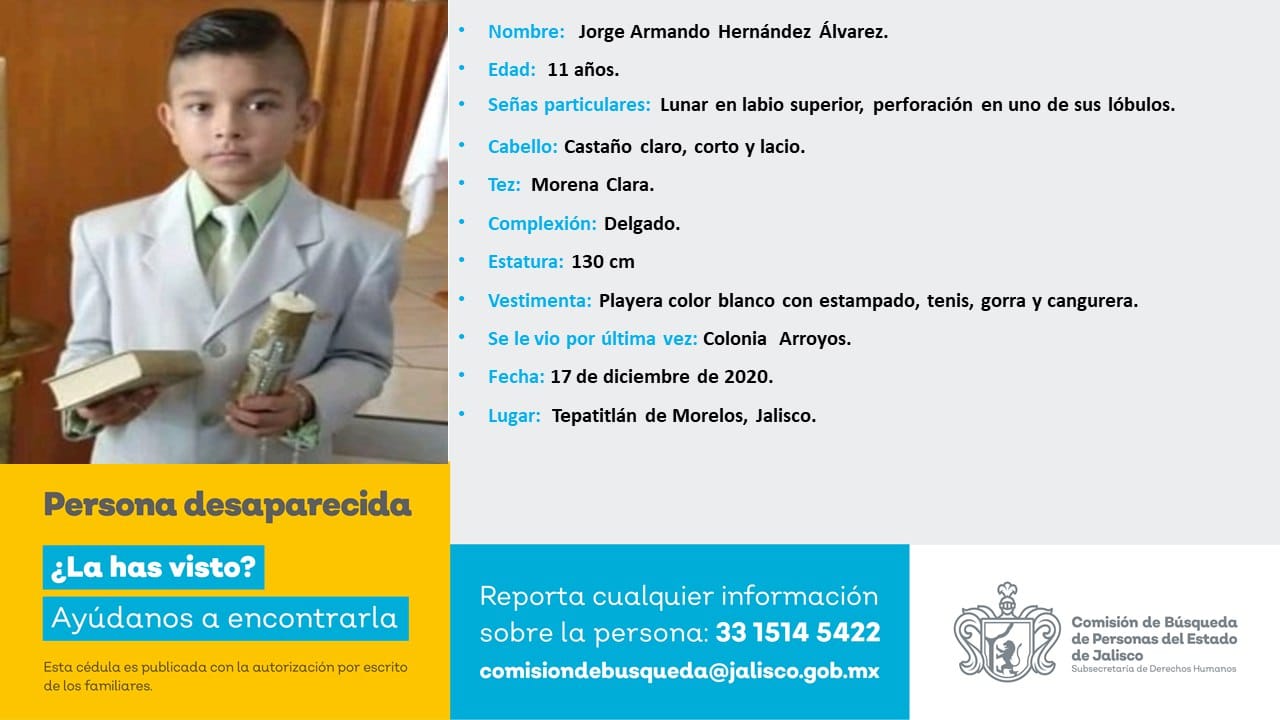 Nombre: Jorge Armando Hernández Álvarez.
Edad: 11 años.
Señas particulares: Lunar en labio superior, perforación en uno de sus lóbulos.
Cabello: Castaño claro, corto y lacio.
Tez: Morena Clara.
Complexión: Delgado.
Estatura: 130 cm
Vestimenta: Playera color blanco con estampado, tenis, gorra y cangurera.
Se le vio por última vez: Colonia Arroyos.
Fecha: 17 de diciembre de 2020.
Lugar: Tepatitlán de Morelos, Jalisco.
Persona desaparecida
¿La has visto?
Ayúdanos a encontrarla
Esta cédula es publicada con la autorización por escrito
de los familiares.
Reporta cualquier información
sobre la persona: 33 1514 5422
comisiondebusqueda@jalisco.gob.mx
Comisión de Búsqueda
de Personas del Estado
de Jalisco
Subsecretaría de Derechos Humanos